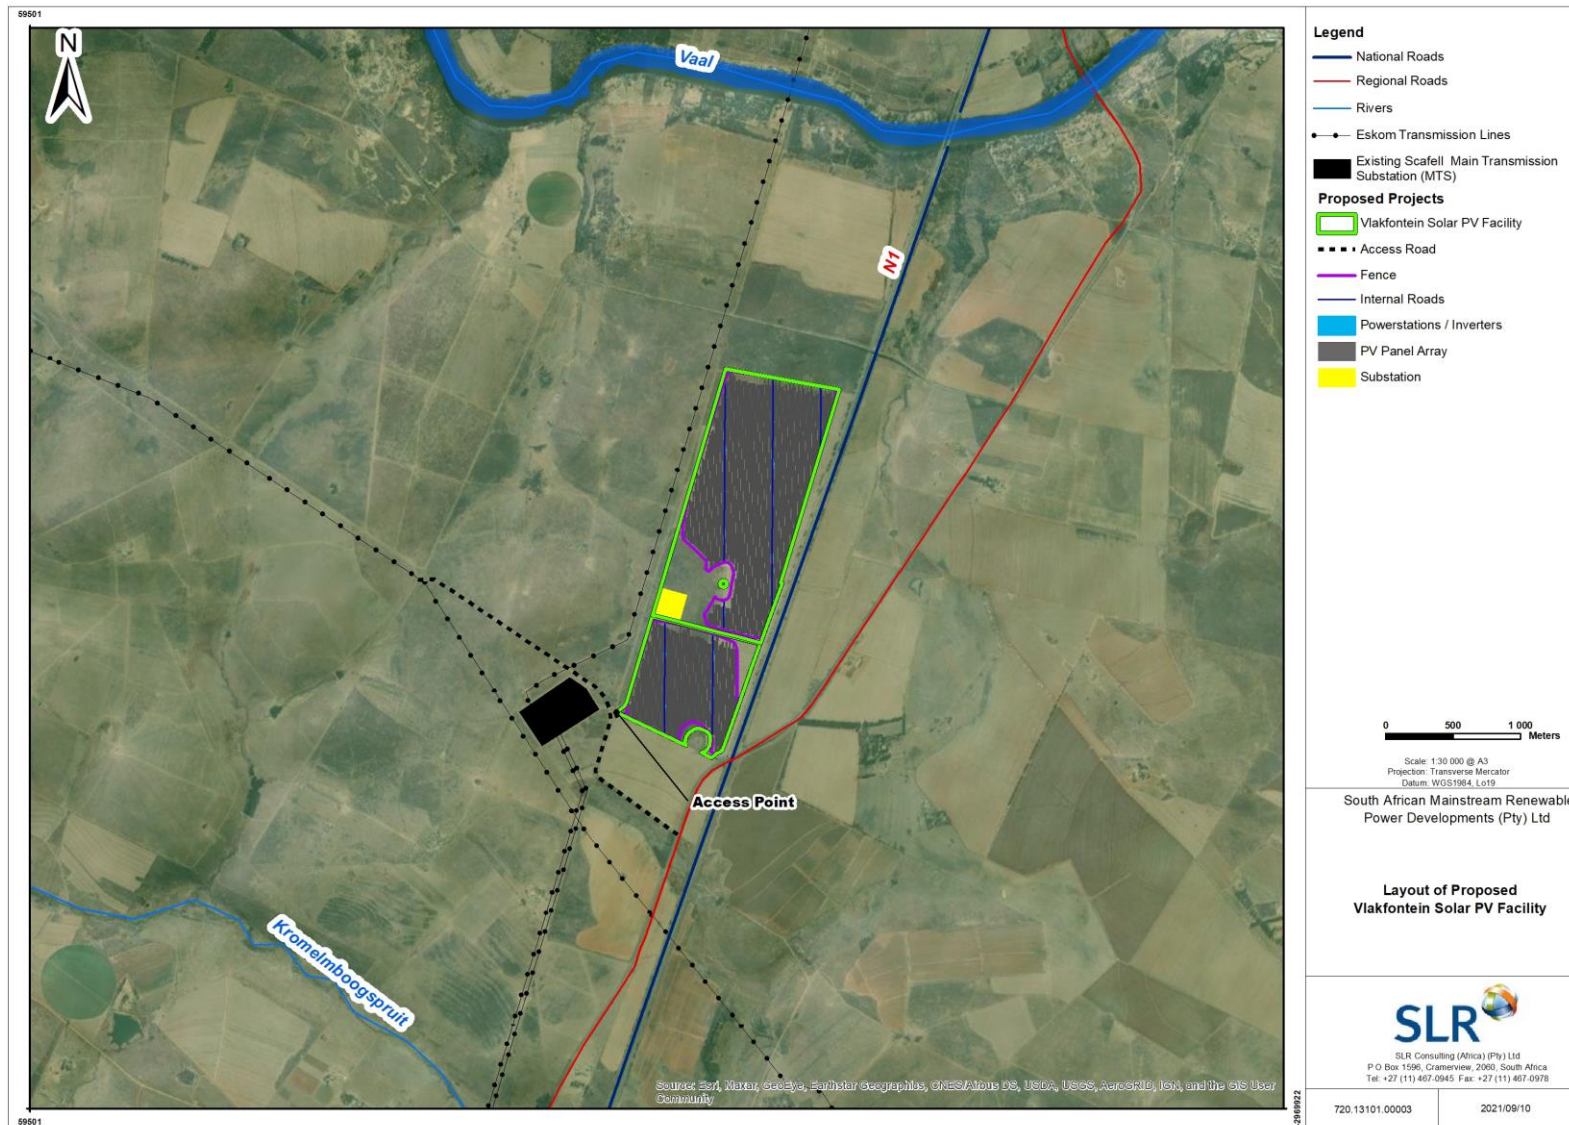 59501
N
Vaal
N1
Access Point
Kromelmboogspruit
Source: Esri, Maxar, GeoEye, Earthstar Geographics, CNES/Airbus DS, USDA, USGS, AeroGRID, IGN, and the GIS User
Community
59501
-2969922
Legend
National Roads
Regional Roads
Rivers
Eskom Transmission Lines
Existing Scafell Main Transmission
Substation (MTS)
Proposed Projects
Vlakfontein Solar PV Facility
Access Road
Fence
Internal Roads
Powerstations / Inverters
PV Panel Array
Substation
0 500 1 000
Meters
Scale: 1:30 000 @ A3
Projection: Transverse Mercator
Datum: WGS1984, Lo19
South African Mainstream Renewable
Power Developments (Pty) Ltd
Layout of Proposed
Vlakfontein Solar PV Facility
SLR
SLR Consulting (Africa) (Pty) Ltd
P O Box 1596, Cramerview, 2060, South Africa
Tel: +27 (11) 467-0945 Fax: +27 (11) 467-0978
720.13101.00003
2021/09/10